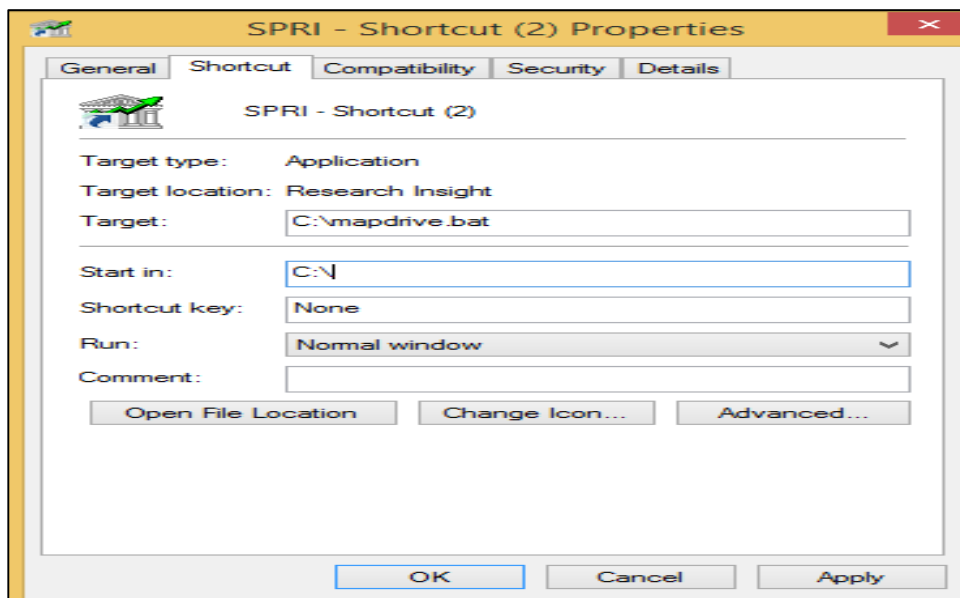 SPRI - Shortcut (2) Properties
General Shortcut Compatibility Security Details
SPRI - Shortcut (2)
Target type: Application
Target location: Research Insight
Target: C:\mapdrive.bat
Start in: C:\
Shortcut key: None
Run: Normal window
Comment:
Open File Location Change Icon... Advanced...
OK Cancel Apply